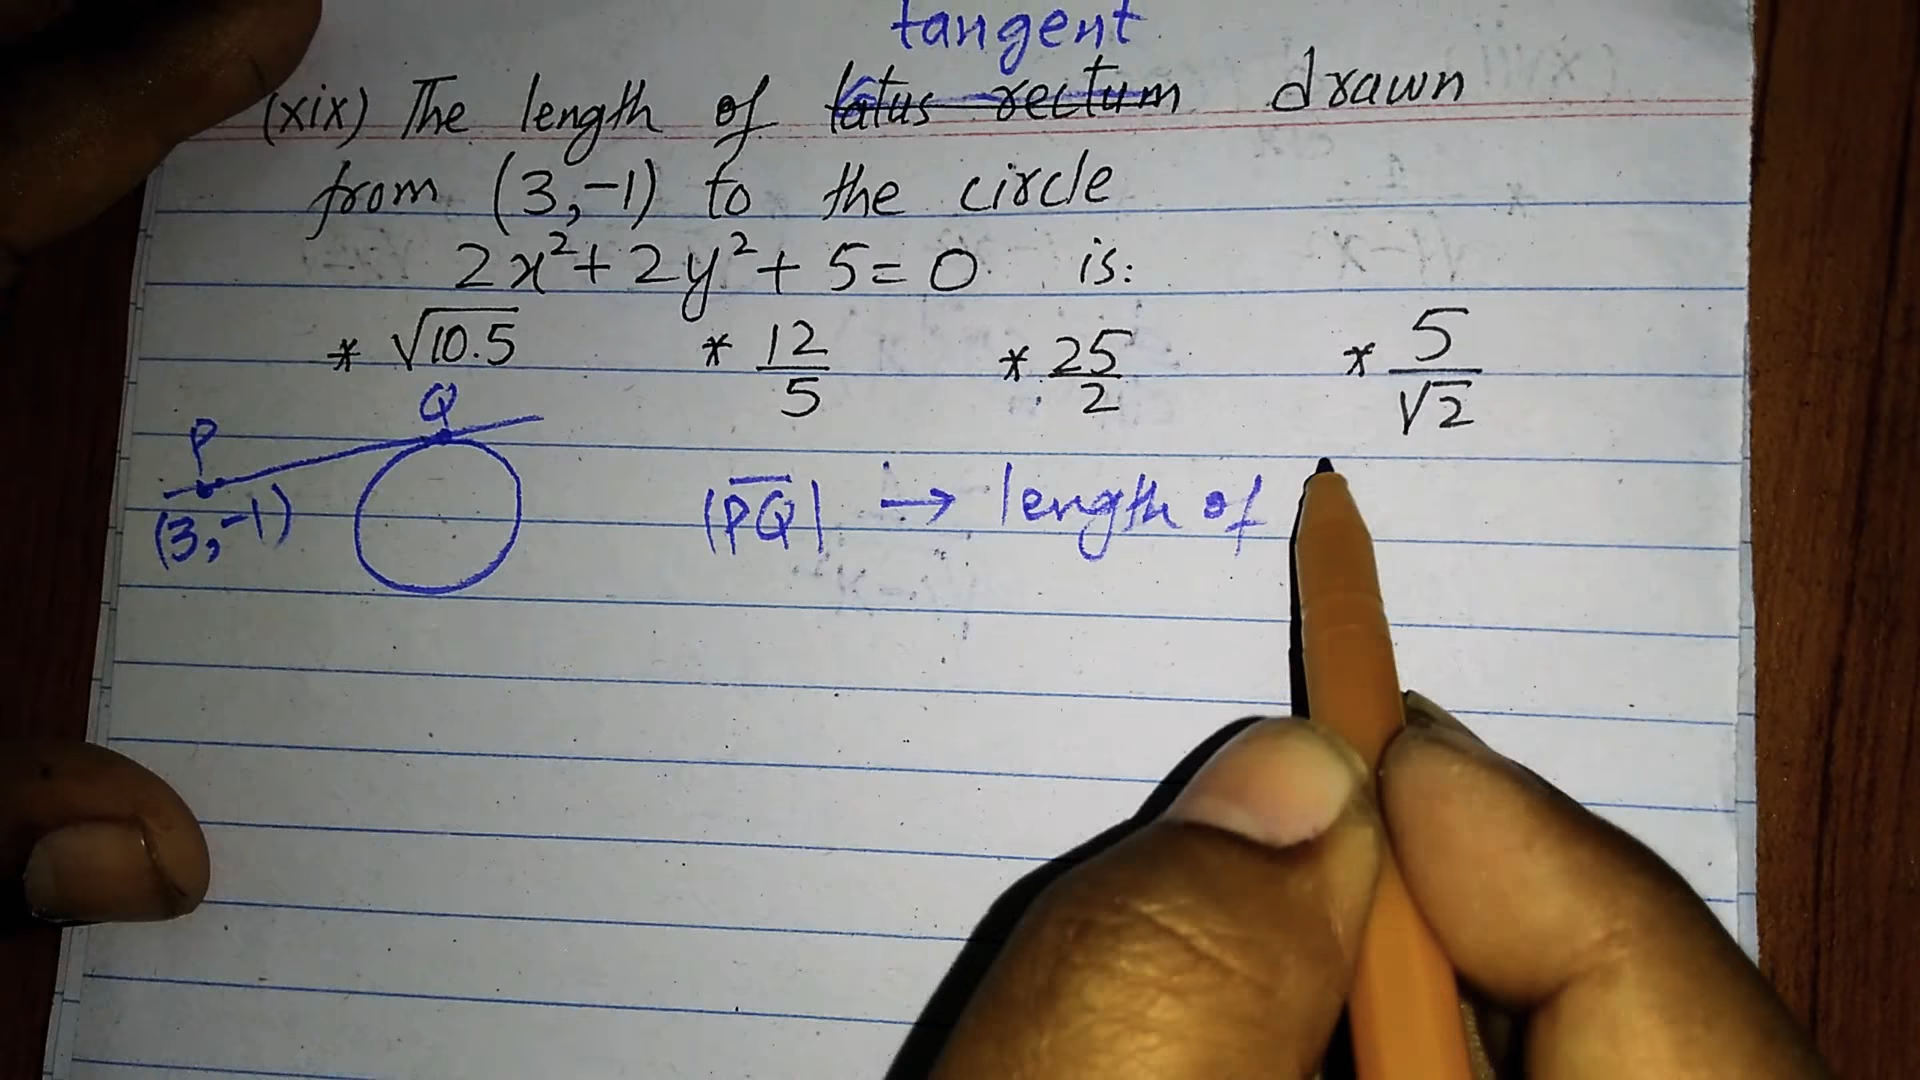 tangent
(xix) The length of latus rectum drawn
from (3,-1) to the circle
2x²+2y²+5=0 is:
* √10.5 * 12/5 * 25/2 * 5/√2
P Q
(3,-1)
|PQ̅| → length of